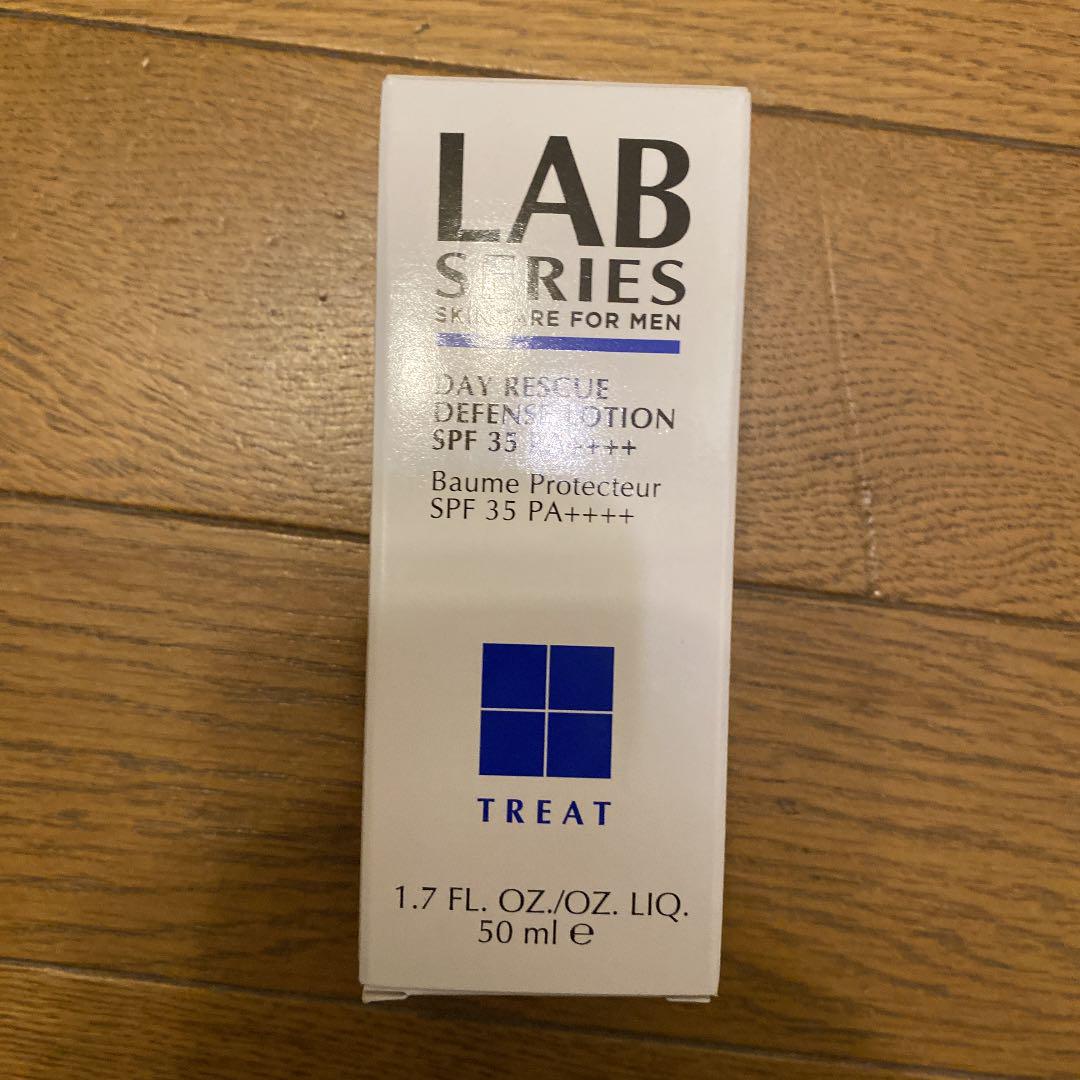 LAB
SERIES
SKINCARE FOR MEN
DAY RESCUE
DEFENSE LOTION
SPF 35 PA++++
Baume Protecteur
SPF 35 PA++++
TREAT
1.7 FL. OZ./OZ. LIQ.
50 ml ℮